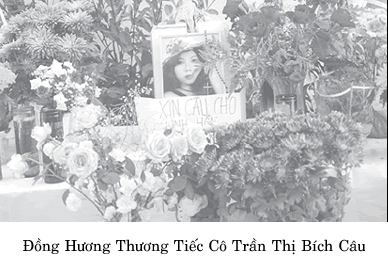 XIN CẦU CHO
Đồng Hương Thương Tiếc Cô Trần Thị Bích Câu